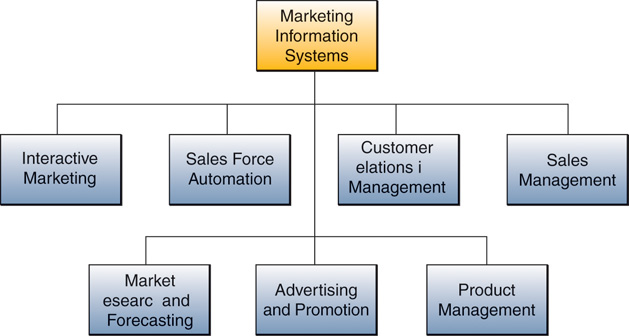 Marketing
Information
Systems
Interactive
Marketing
Sales Force
Automation
Customer
elations i
Management
Sales
Management
Market
esearc and
Forecasting
Advertising
and Promotion
Product
Management